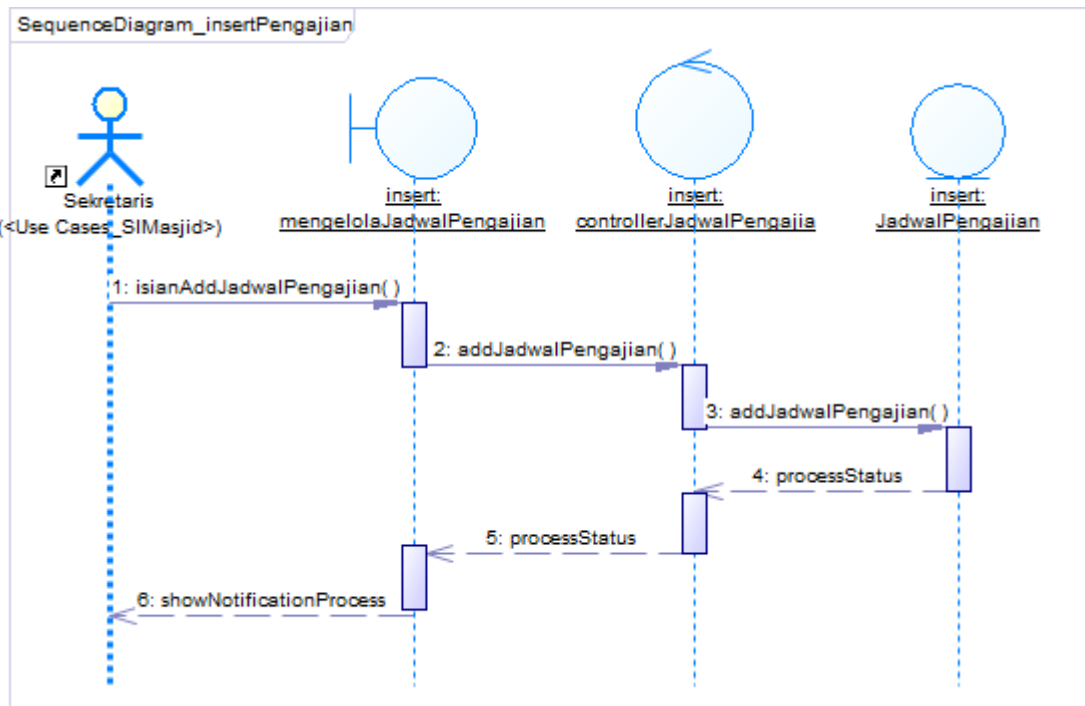 SequenceDiagram_insertPengajian
Sekretaris
(<Use Cases_SIMasjid>)
insert:
mengelolaJadwalPengajian
insert:
controllerJadwalPengajia
insert:
JadwalPengajian
1: isianAddJadwalPengajian( )
2: addJadwalPengajian( )
3: addJadwalPengajian( )
4: processStatus
5: processStatus
6: showNotificationProcess